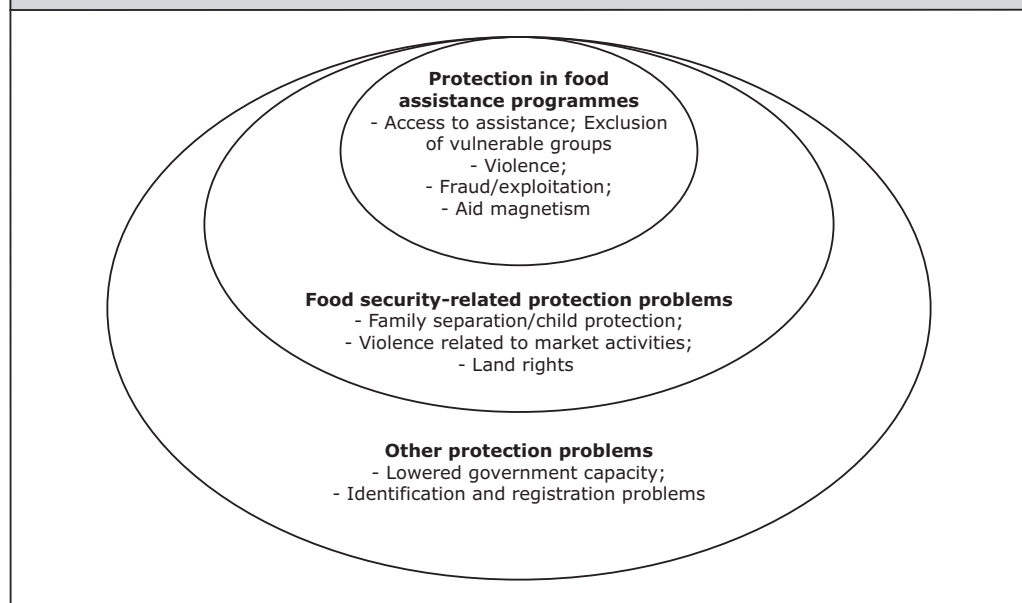 Protection in food
assistance programmes
- Access to assistance; Exclusion
of vulnerable groups
- Violence;
- Fraud/exploitation;
- Aid magnetism
Food security-related protection problems
- Family separation/child protection;
- Violence related to market activities;
- Land rights
Other protection problems
- Lowered government capacity;
- Identification and registration problems